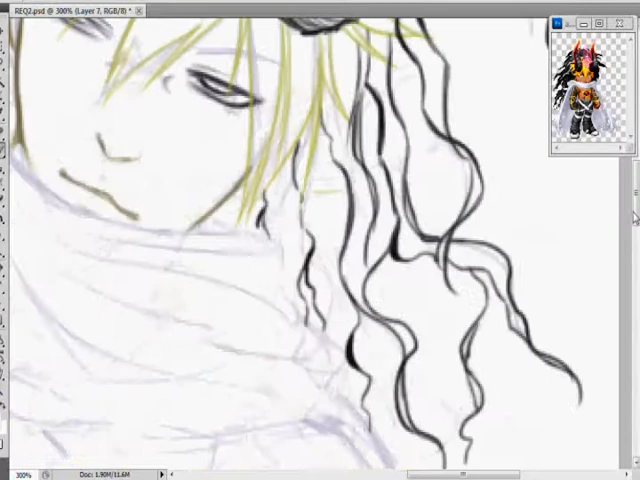 REQ2.psd @ 300% (Layer 7, RGB/8) *
300%
Doc: 1.90M/11.6M